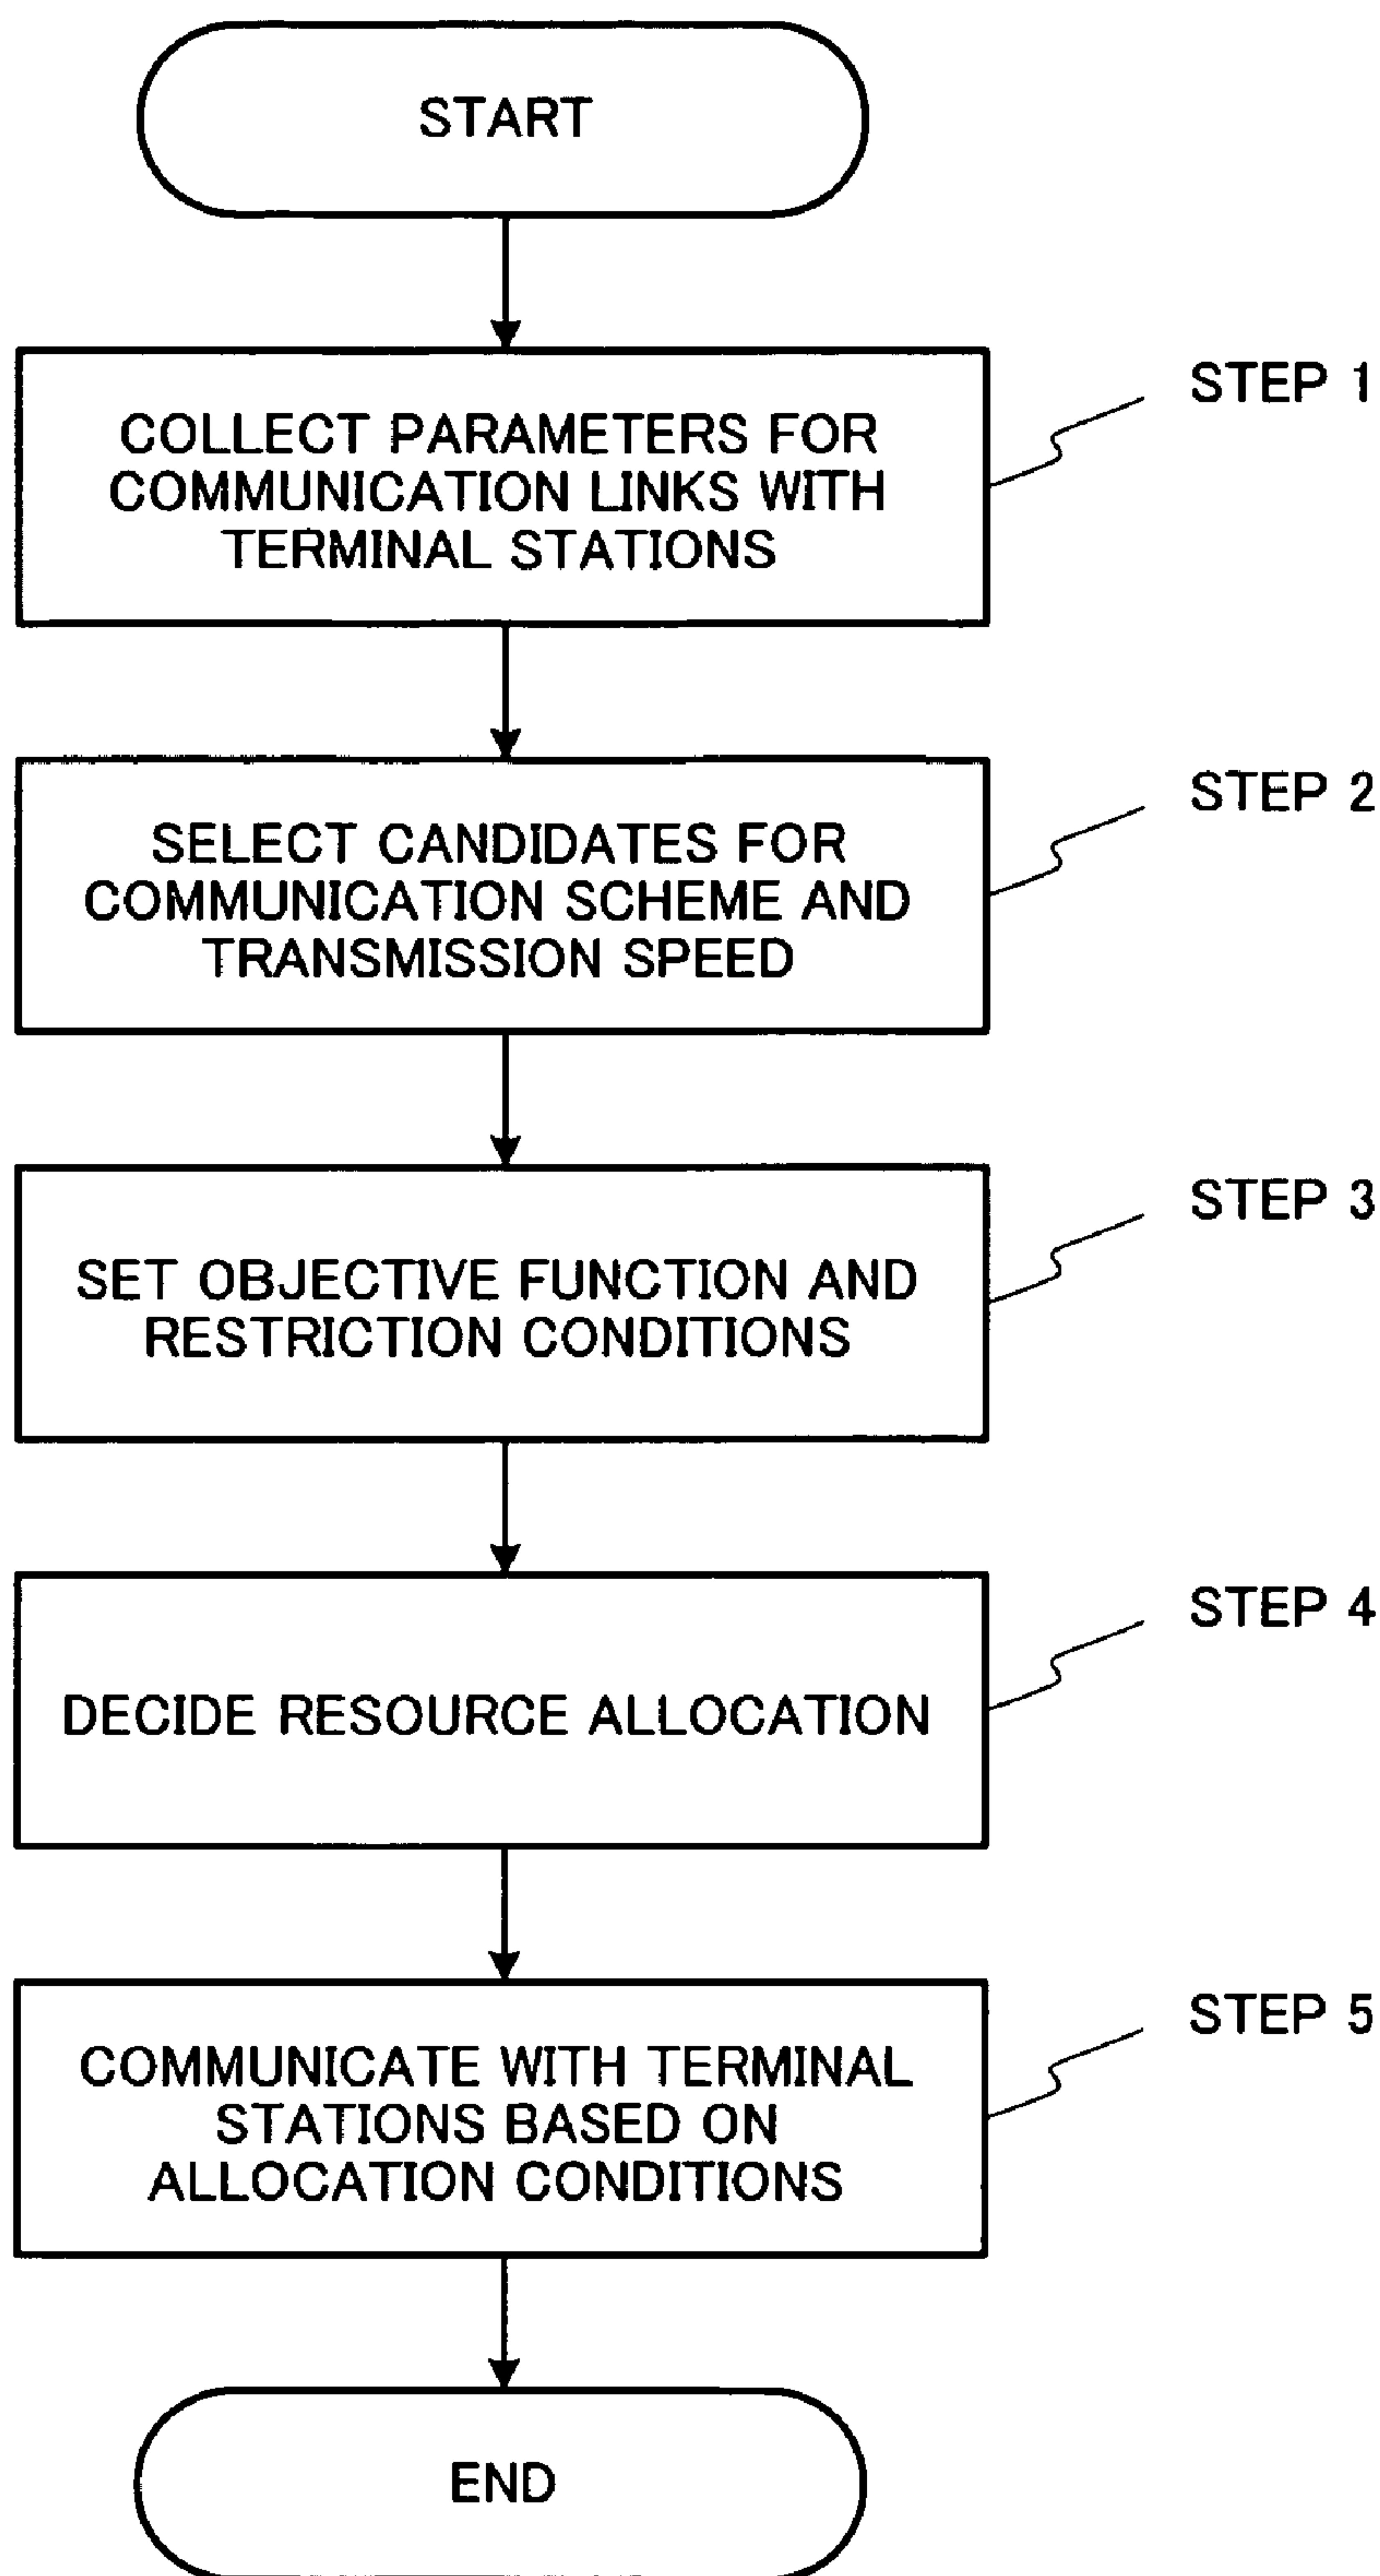 START
STEP 1
COLLECT PARAMETERS FOR
COMMUNICATION LINKS WITH
TERMINAL STATIONS
STEP 2
SELECT CANDIDATES FOR
COMMUNICATION SCHEME AND
TRANSMISSION SPEED
STEP 3
SET OBJECTIVE FUNCTION AND
RESTRICTION CONDITIONS
STEP 4
DECIDE RESOURCE ALLOCATION
STEP 5
COMMUNICATE WITH TERMINAL
STATIONS BASED ON
ALLOCATION CONDITIONS
END